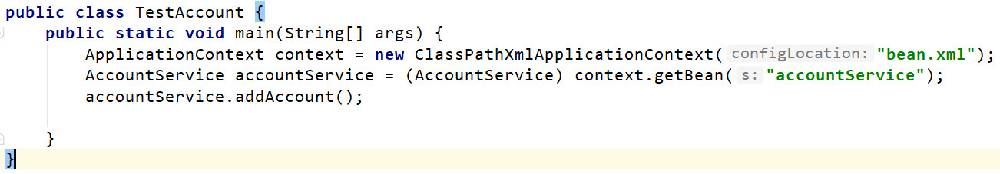 public class TestAccount {
public static void main(String[] args) {
ApplicationContext context = new ClassPathXmlApplicationContext( configLocation: "bean.xml");
AccountService accountService = (AccountService) context.getBean( s: "accountService");
accountService.addAccount();
}
}